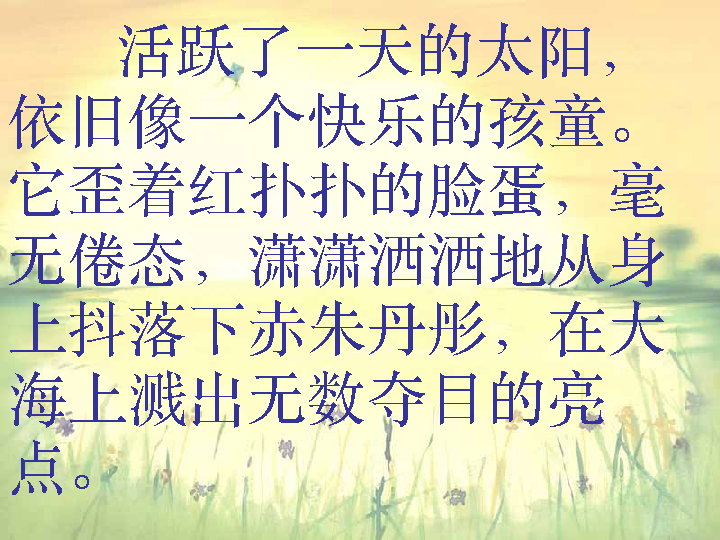 活跃了一天的太阳，
依旧像一个快乐的孩童。
它歪着红扑扑的脸蛋，毫
无倦态，潇潇洒洒地从身
上抖落下赤朱丹彤，在大
海上溅出无数夺目的亮
点。